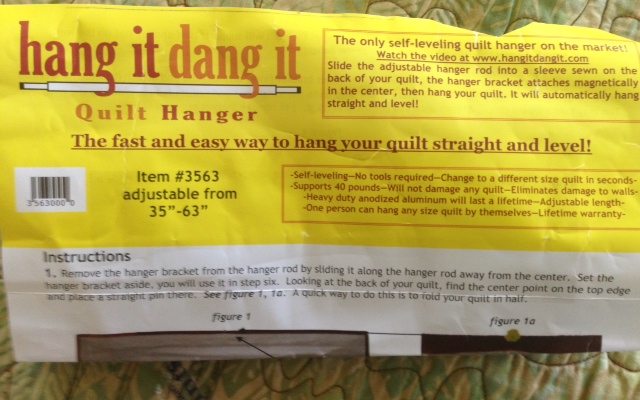 hang it dang it
Quilt Hanger
The only self-leveling quilt hanger on the market!
Watch the video at www.hangitdangit.com
Slide the adjustable hanger rod into a sleeve sewn on the
back of your quilt, the hanger bracket attaches magnetically
in the center, then hang your quilt. It will automatically hang
straight and level!
The fast and easy way to hang your quilt straight and level!
3563000 0
Item #3563
adjustable from
35"-63"
-Self-leveling—No tools required—Change to a different size quilt in seconds-
-Supports 40 pounds—Will not damage any quilt—Eliminates damage to walls-
-Heavy duty anodized aluminum will last a lifetime—Adjustable length-
-One person can hang any size quilt by themselves—Lifetime warranty-
Instructions
1. Remove the hanger bracket from the hanger rod by sliding it along the hanger rod away from the center. Set the
hanger bracket aside, you will use it in step six. Looking at the back of your quilt, find the center point on the top edge
and place a straight pin there. See figure 1, 1a. A quick way to do this is to fold your quilt in half.
figure 1
figure 1a